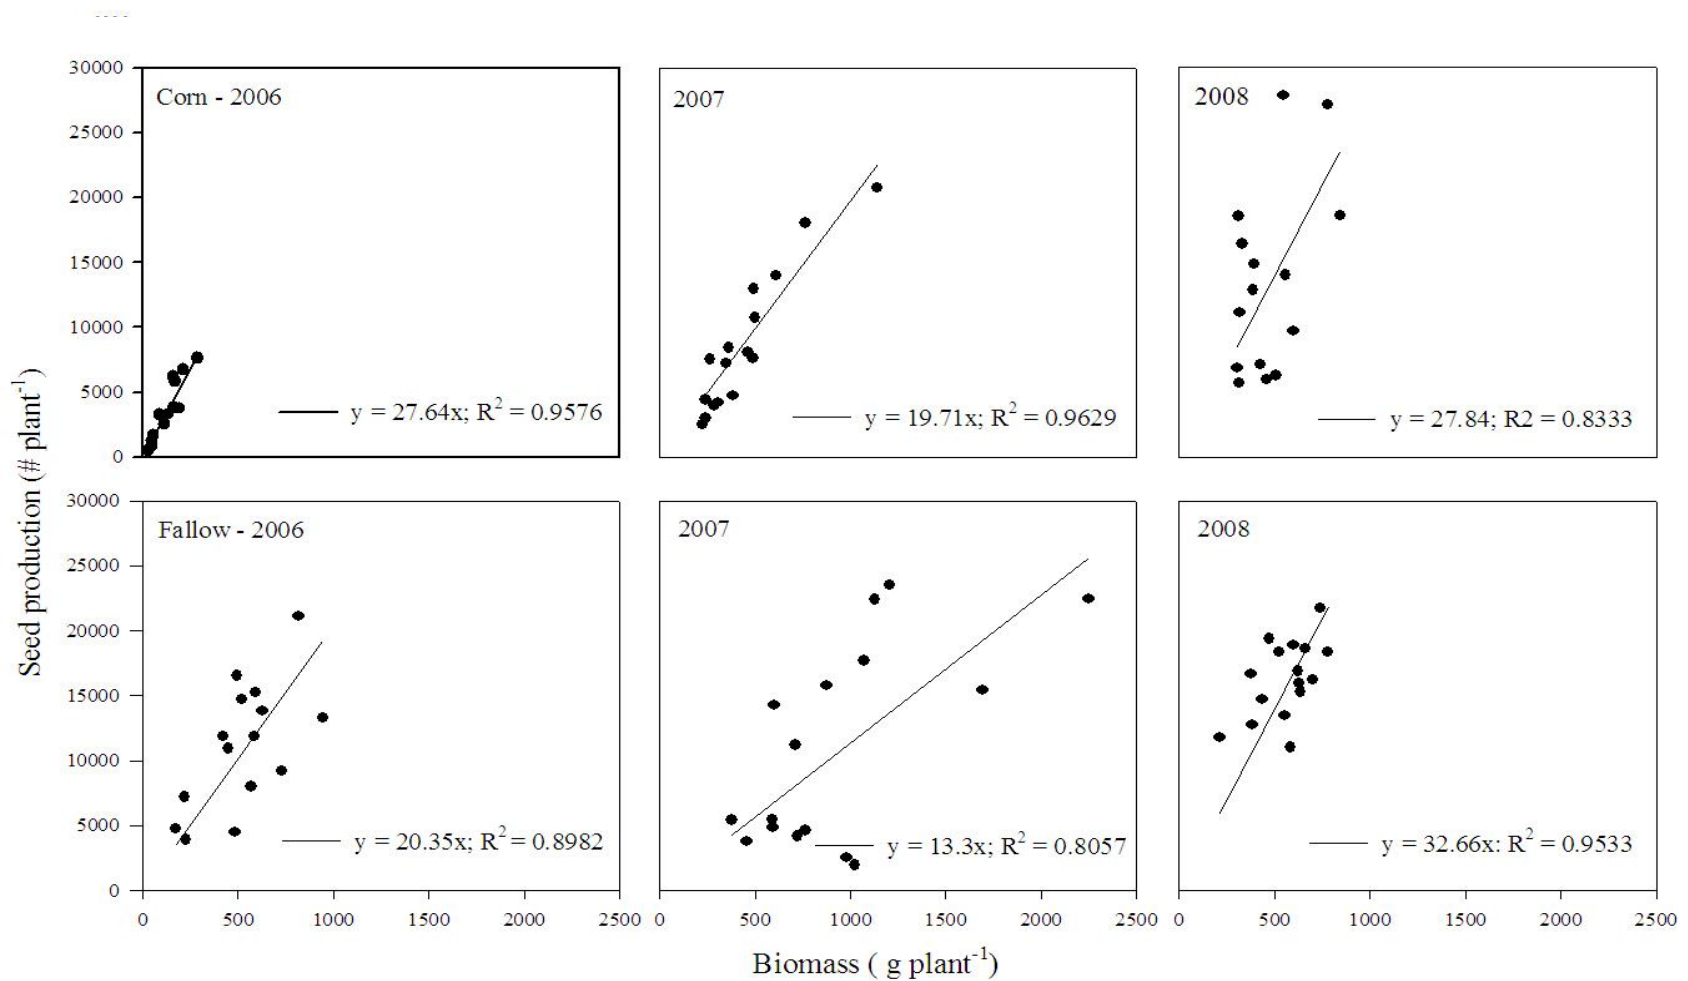 30000
Corn - 2006
25000
20000
15000
10000
5000
0
y = 27.64x; R² = 0.9576
2007
y = 19.71x; R² = 0.9629
2008
y = 27.84; R2 = 0.8333
Seed production (# plant⁻¹)
30000
Fallow - 2006
25000
20000
15000
10000
5000
0
y = 20.35x; R² = 0.8982
0 500 1000 1500 2000 2500
2007
y = 13.3x; R² = 0.8057
0 500 1000 1500 2000 2500
2008
y = 32.66x: R² = 0.9533
0 500 1000 1500 2000 2500
Biomass ( g plant⁻¹)